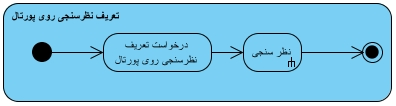 تعریف نظرسنجی روی پورتال
درخواست تعریف
نظرسنجی روی پورتال
نظر سنجی